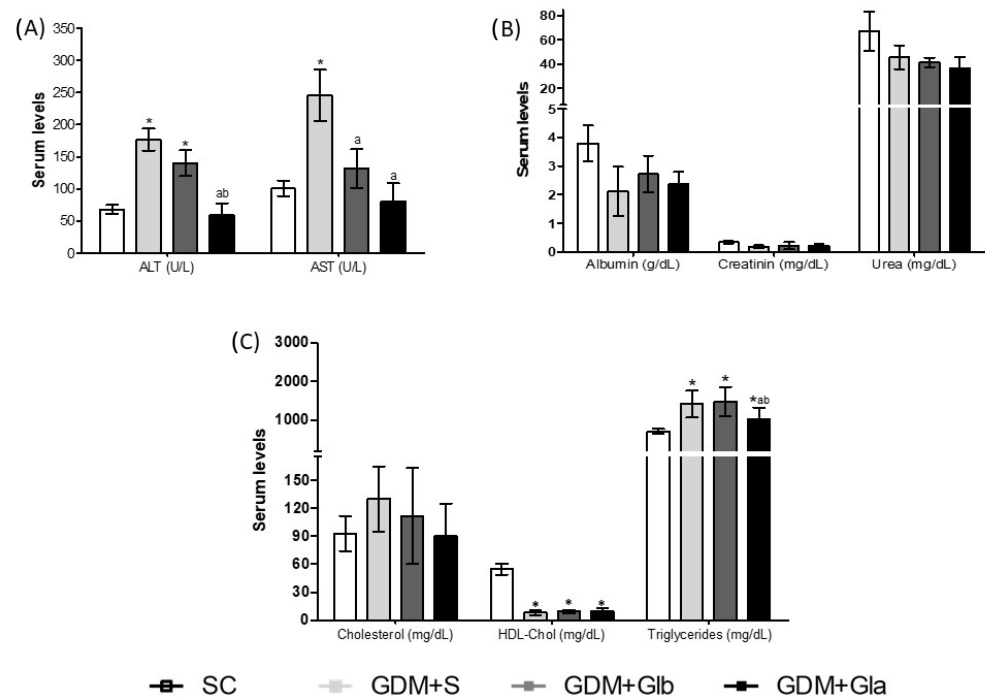 (A)
Serum levels
350
300
250
200
150
100
50
0
*
*
ab
*
a
a
ALT (U/L) AST (U/L)
(B)
Serum levels
80
60
40
20
5
4
3
2
1
0
Albumin (g/dL) Creatinin (mg/dL) Urea (mg/dL)
(C)
Serum levels
3000
2000
1000
150
120
90
60
30
0
*
*
*
*
*
*ab
Cholesterol (mg/dL) HDL-Chol (mg/dL) Triglycerides (mg/dL)
SC GDM+S GDM+Glb GDM+Gla